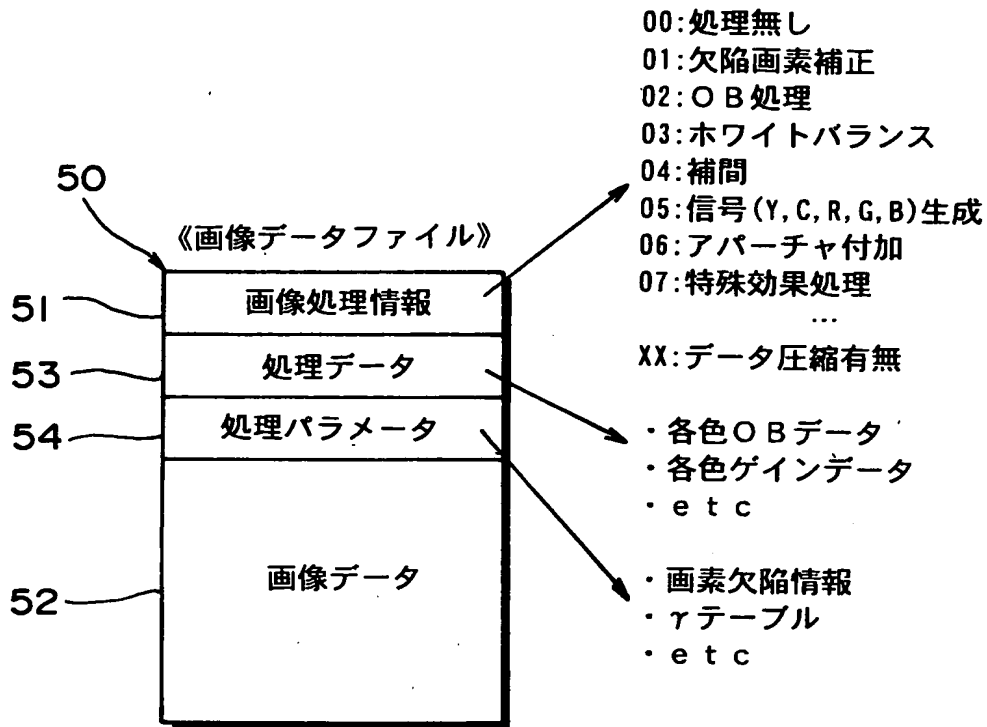 00:処理無し
01:欠陥画素補正
02:ＯＢ処理
03:ホワイトバランス
04:補間
05:信号(Y,C,R,G,B)生成
06:アパーチャ付加
07:特殊効果処理
…
XX:データ圧縮有無
50
《画像データファイル》
51
画像処理情報
53
処理データ
54
処理パラメータ
52
画像データ
・各色ＯＢデータ
・各色ゲインデータ
・ｅｔｃ
・画素欠陥情報
・γテーブル
・ｅｔｃ